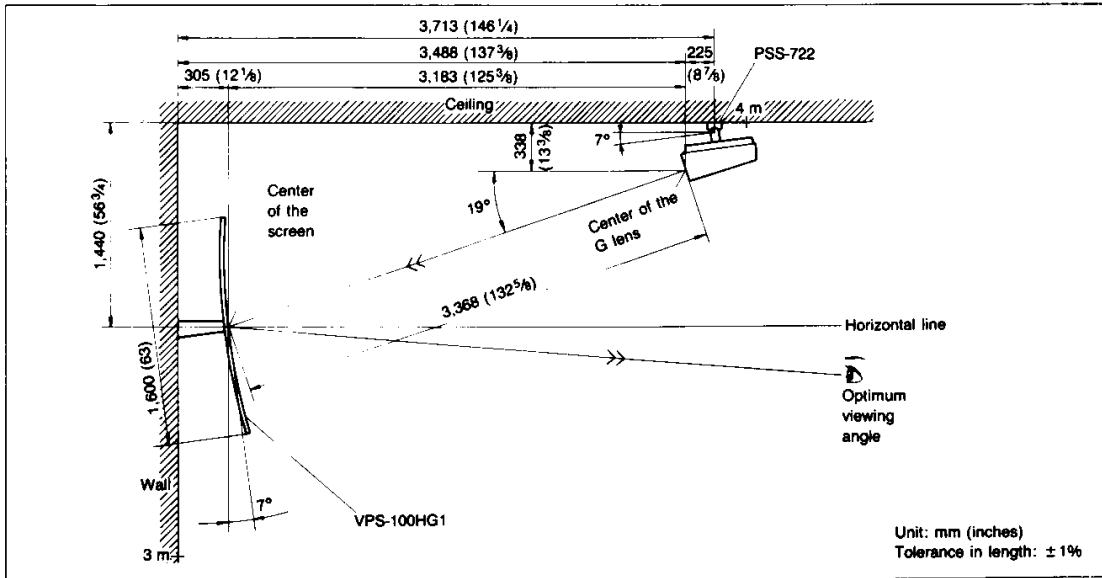 3,713 (146 1/4)
3,488 (137 3/8)
225
(8 7/8)
PSS-722
305 (12 1/8)
3,183 (125 3/8)
Ceiling
4 m
7°
338
(13 3/8)
19°
Center
of the
screen
Center of the
G lens
1,440 (56 3/4)
3,368 (132 5/8)
Horizontal line
1,600 (63)
Optimum
viewing
angle
Wall
7°
VPS-100HG1
3 m
Unit: mm (inches)
Tolerance in length: ± 1%